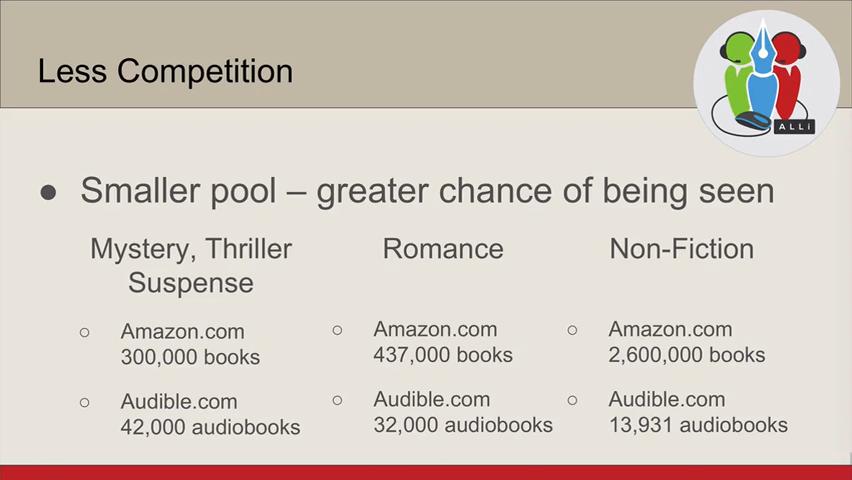 Less Competition
ALLi
● Smaller pool – greater chance of being seen
Mystery, Thriller
Suspense
○ Amazon.com
300,000 books
○ Audible.com
42,000 audiobooks
Romance
○ Amazon.com
437,000 books
○ Audible.com
32,000 audiobooks
Non-Fiction
○ Amazon.com
2,600,000 books
○ Audible.com
13,931 audiobooks